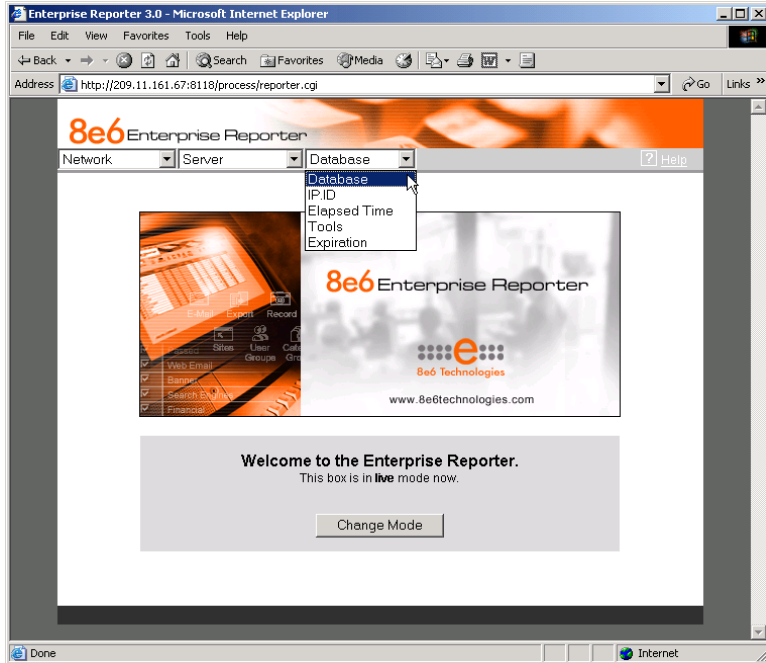 Enterprise Reporter 3.0 - Microsoft Internet Explorer
File Edit View Favorites Tools Help
Back Search Favorites Media
Address http://209.11.161.67:8118/process/reporter.cgi Go Links »
8e6 Enterprise Reporter
Network Server Database ? Help
Database
IP.ID
Elapsed Time
Tools
Expiration
E-Mail Export Record
Sites User Groups
Web Email
Banner
Search Engines
Financial
8e6 Enterprise Reporter
e
8e6 Technologies
www.8e6technologies.com
Welcome to the Enterprise Reporter.
This box is in live mode now.
Change Mode
Done Internet